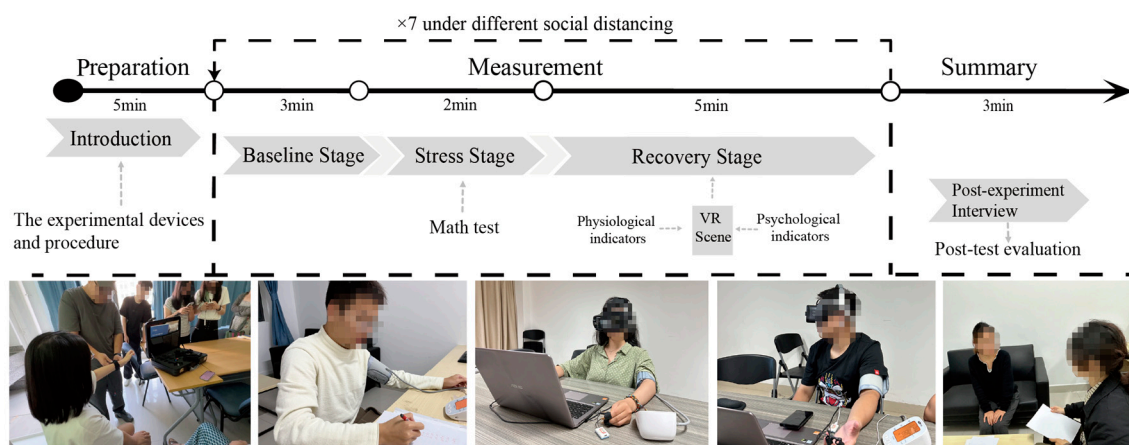 ×7 under different social distancing
Preparation
Measurement
Summary
5min
3min
2min
5min
3min
Introduction
Baseline Stage
Stress Stage
Recovery Stage
The experimental devices
and procedure
Math test
Physiological
indicators
VR
Scene
Psychological
indicators
Post-experiment
Interview
Post-test evaluation